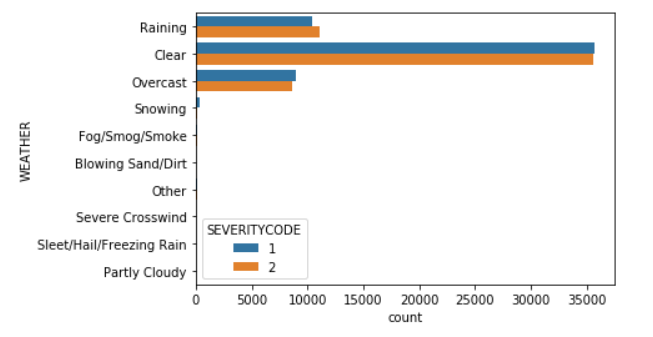 WEATHER
Raining
Clear
Overcast
Snowing
Fog/Smog/Smoke
Blowing Sand/Dirt
Other
Severe Crosswind
Sleet/Hail/Freezing Rain
Partly Cloudy
SEVERITYCODE
1
2
0 5000 10000 15000 20000 25000 30000 35000
count